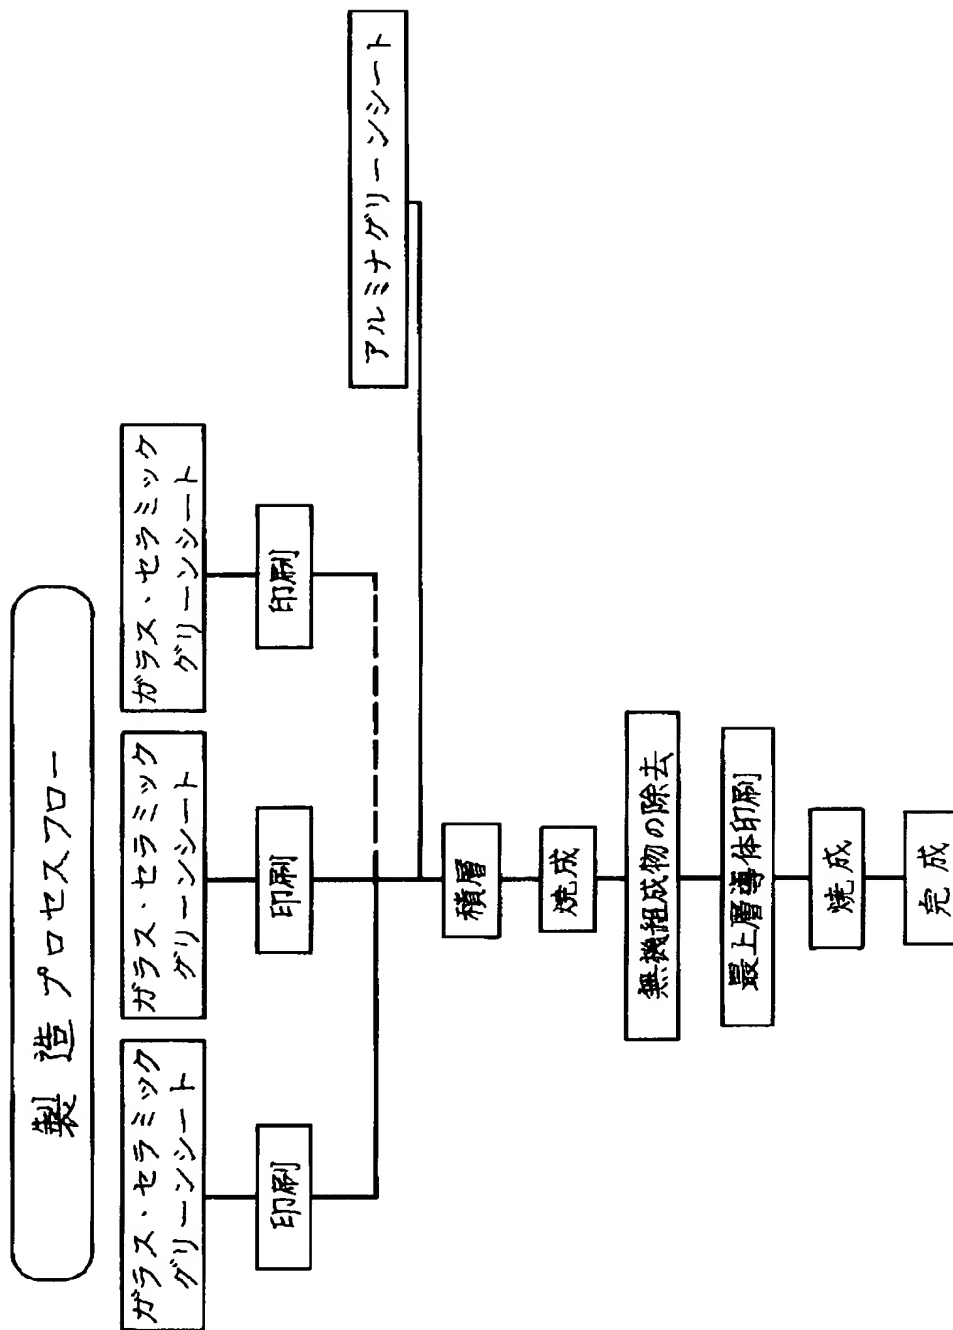 製造プロセスフロー
ガラス・セラミック
グリーンシート
ガラス・セラミック
グリーンシート
ガラス・セラミック
グリーンシート
印刷
印刷
印刷
アルミナグリーンシート
積層
焼成
無機組成物の除去
最上層導体印刷
焼成
完成